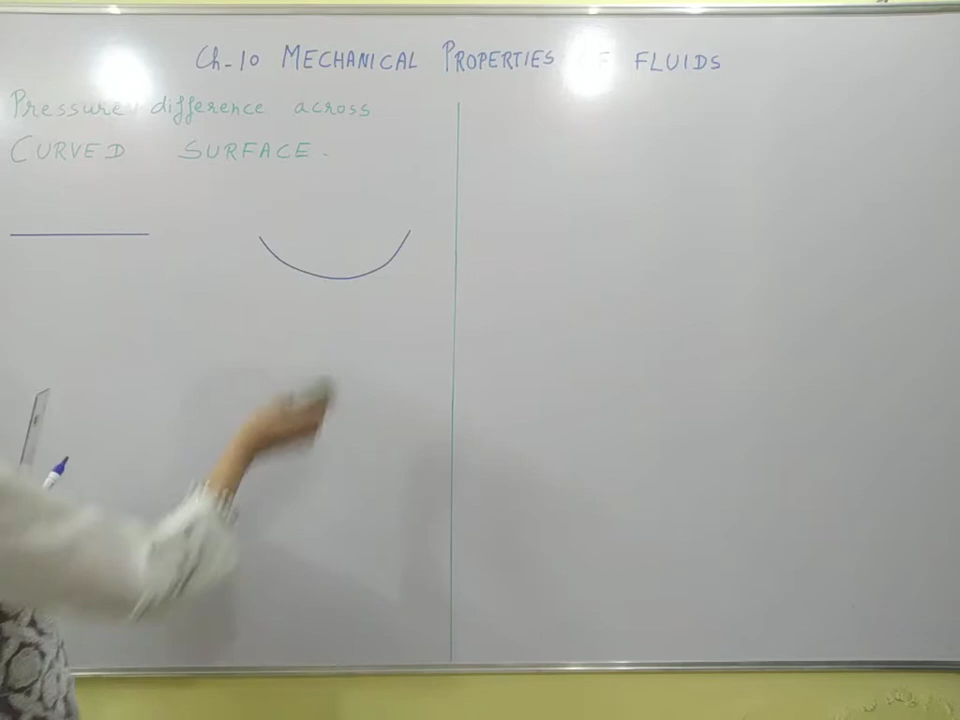 Ch-10 MECHANICAL PROPERTIES F FLUIDS
Pressure difference across
CURVED SURFACE.